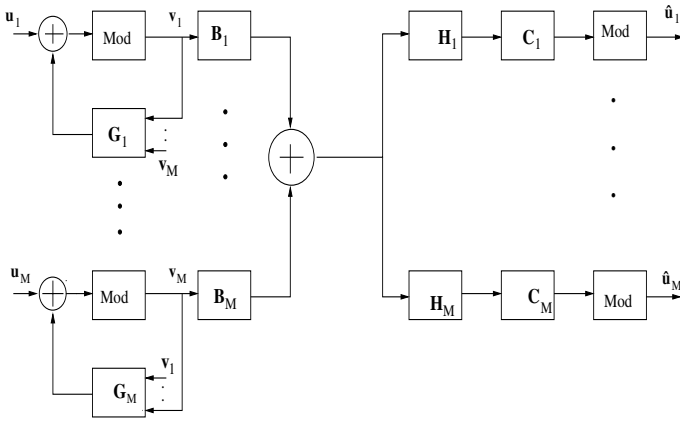 u1 v1 B1 H1 C1 Mod û1
Mod
G1
vM
uM vM BM HM CM Mod ûM
Mod
v1
GM